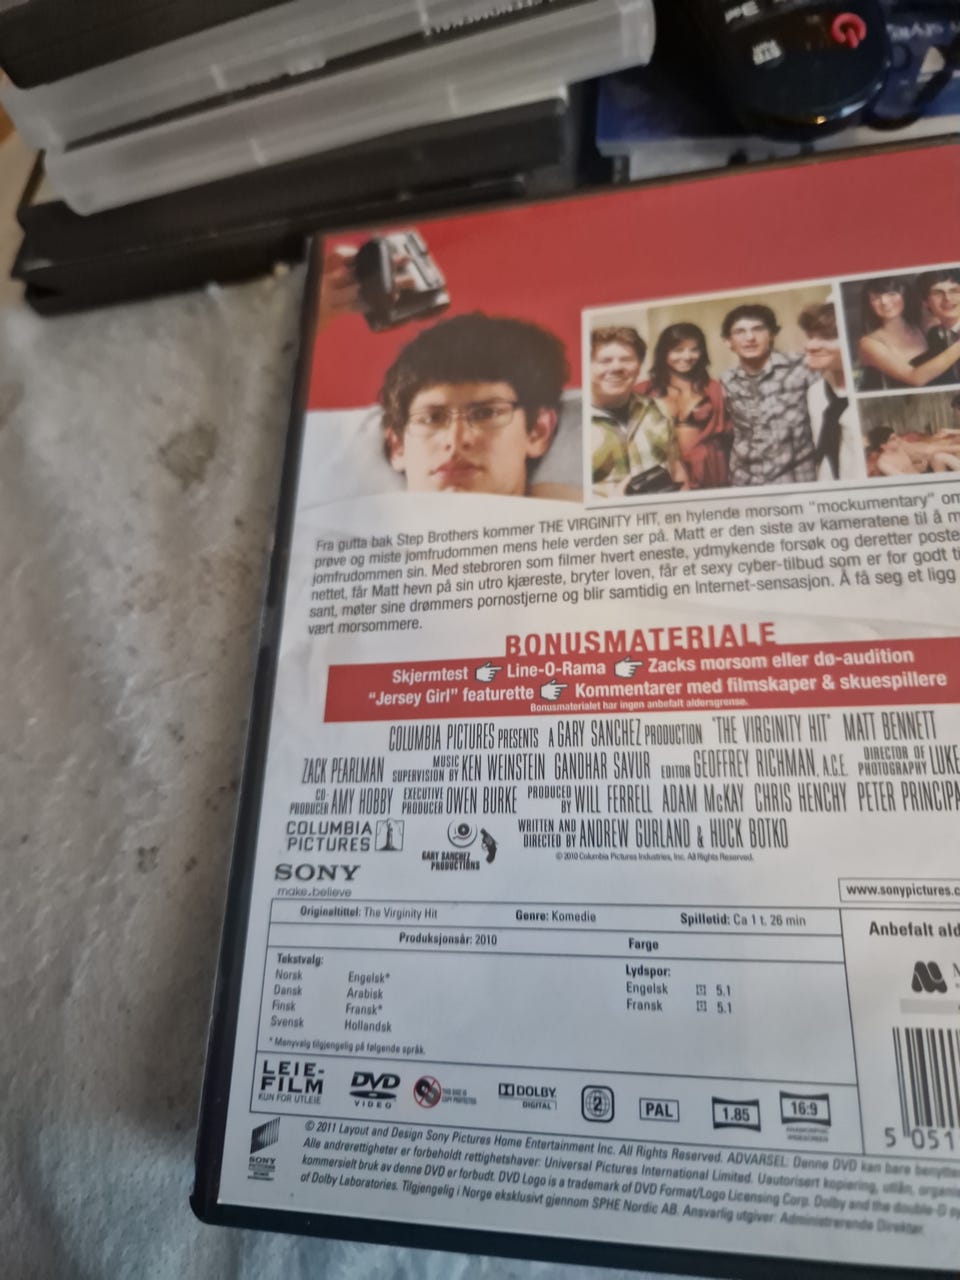 Fra gutta bak Step Brothers kommer THE VIRGINITY HIT, en hylende morsom "mockumentary" om
prøve og miste jomfrudommen mens hele verden ser på. Matt er den siste av kameratene til å m
jomfrudommen sin. Med stebroren som filmer hvert eneste, ydmykende forsøk og deretter poste
nettet, får Matt hevn på sin utro kjæreste, bryter loven, får et sexy cyber-tilbud som er for godt ti
sant, møter sine drømmers pornostjerne og blir samtidig en Internet-sensasjon. Å få seg et ligg
vært morsommere.
BONUSMATERIALE
Skjermtest Line-O-Rama Zacks morsom eller dø-audition
"Jersey Girl" featurette Kommentarer med filmskaper & skuespillere
Bonusmaterialet har ingen anbefalt aldersgrense.
COLUMBIA PICTURES PRESENTS A GARY SANCHEZ PRODUCTION "THE VIRGINITY HIT" MATT BENNETT
ZACK PEARLMAN MUSIC SUPERVISION BY KEN WEINSTEIN GANDHAR SAVUR EDITOR GEOFFREY RICHMAN, A.C.E. DIRECTOR OF PHOTOGRAPHY LUKE
CO-PRODUCER AMY HOBBY EXECUTIVE PRODUCER OWEN BURKE PRODUCED BY WILL FERRELL ADAM McKAY CHRIS HENCHY PETER PRINCIPA
WRITTEN AND DIRECTED BY ANDREW GURLAND & HUCK BOTKO
© 2010 Columbia Pictures Industries, Inc. All Rights Reserved.
COLUMBIA
PICTURES
GARY SANCHEZ
PRODUCTIONS
SONY
make.believe
www.sonypictures.c
Originaltittel: The Virginity Hit Genre: Komedie Spilletid: Ca 1 t. 26 min
Produksjonsår: 2010 Farge
Anbefalt ald
Tekstvalg:
Norsk Engelsk*
Dansk Arabisk
Finsk Fransk*
Svensk Hollandsk
* Menyvalg tilgjengelig på følgende språk.
Lydspor:
Engelsk 5.1
Fransk 5.1
LEIE-
FILM
KUN FOR UTLEIE
DVD
VIDEO
DOLBY
DIGITAL
2
PAL
1.85
16:9
5 051
SONY
© 2011 Layout and Design Sony Pictures Home Entertainment Inc. All Rights Reserved. ADVARSEL: Denne DVD kan bare benyttes
Alle andrerettigheter er forbeholdt rettighetshaver: Universal Pictures International Limited. Uautorisert kopiering, utlån,
kommersielt bruk av denne DVD er forbudt. DVD Logo is a trademark of DVD Format/Logo Licensing Corp. Dolby and the double-D
of Dolby Laboratories. Tilgjengelig i Norge eksklusivt gjennom SPHE Nordic AB. Ansvarlig utgiver: Administrerende Direktør.